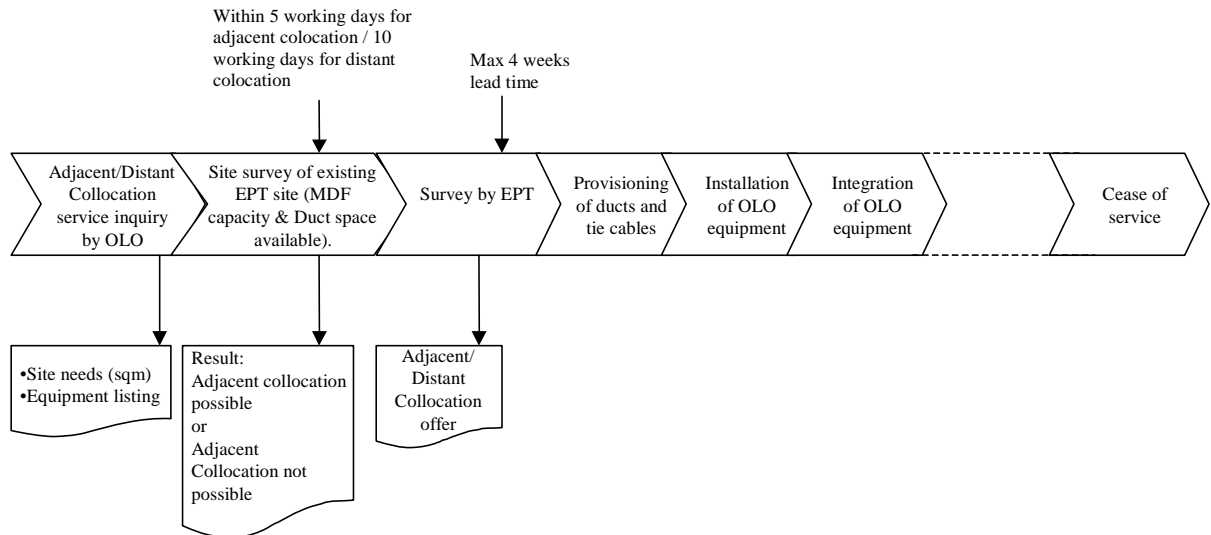 Within 5 working days for
adjacent colocation / 10
working days for distant
colocation
Max 4 weeks
lead time
Adjacent/Distant
Collocation
service inquiry
by OLO
Site survey of existing
EPT site (MDF
capacity & Duct space
available).
Survey by EPT
Provisioning
of ducts and
tie cables
Installation
of OLO
equipment
Integration
of OLO
equipment
Cease of
service
•Site needs (sqm)
•Equipment listing
Result:
Adjacent collocation
possible
or
Adjacent
Collocation not
possible
Adjacent/
Distant
Collocation
offer